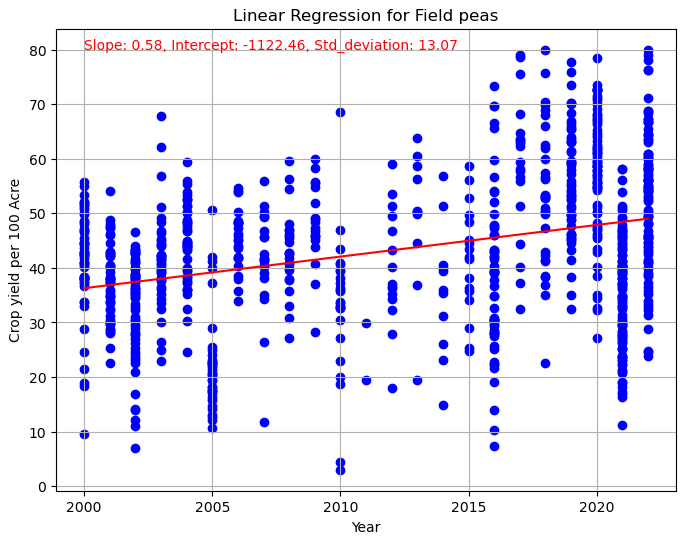 Linear Regression for Field peas
Slope: 0.58, Intercept: -1122.46, Std_deviation: 13.07
Crop yield per 100 Acre
80
70
60
50
40
30
20
10
0
2000 2005 2010 2015 2020
Year